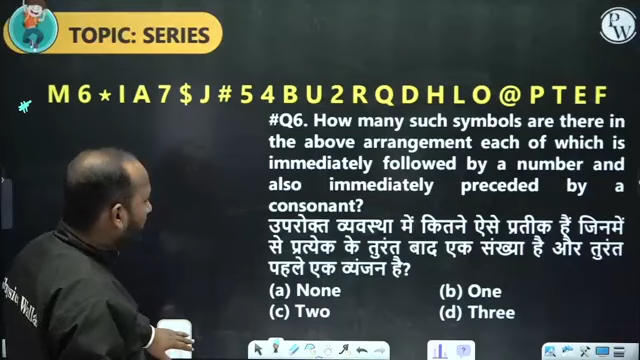 TOPIC: SERIES
PW
M 6 ★ I A 7 $ J # 5 4 B U 2 R Q D H L O @ P T E F
#Q6. How many such symbols are there in
the above arrangement each of which is
immediately followed by a number and
also immediately preceded by a
consonant?
उपरोक्त व्यवस्था में कितने ऐसे प्रतीक हैं जिनमें
से प्रत्येक के तुरंत बाद एक संख्या है और तुरंत
पहले एक व्यंजन है?
(a) None (b) One
(c) Two (d) Three